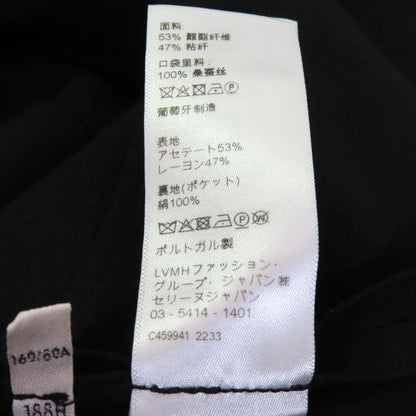 面料:
53% 醋酯纤维
47% 粘纤
口袋里料:
100% 桑蚕丝
葡萄牙制造
表地
アセテート53%
レーヨン47%
裏地(ポケット)
絹100%
ポルトガル製
LVMHファッション・
グループ・ジャパン㈱
セリーヌジャパン
03 - 5414 - 1401
C459941 2233
160/80A
188H